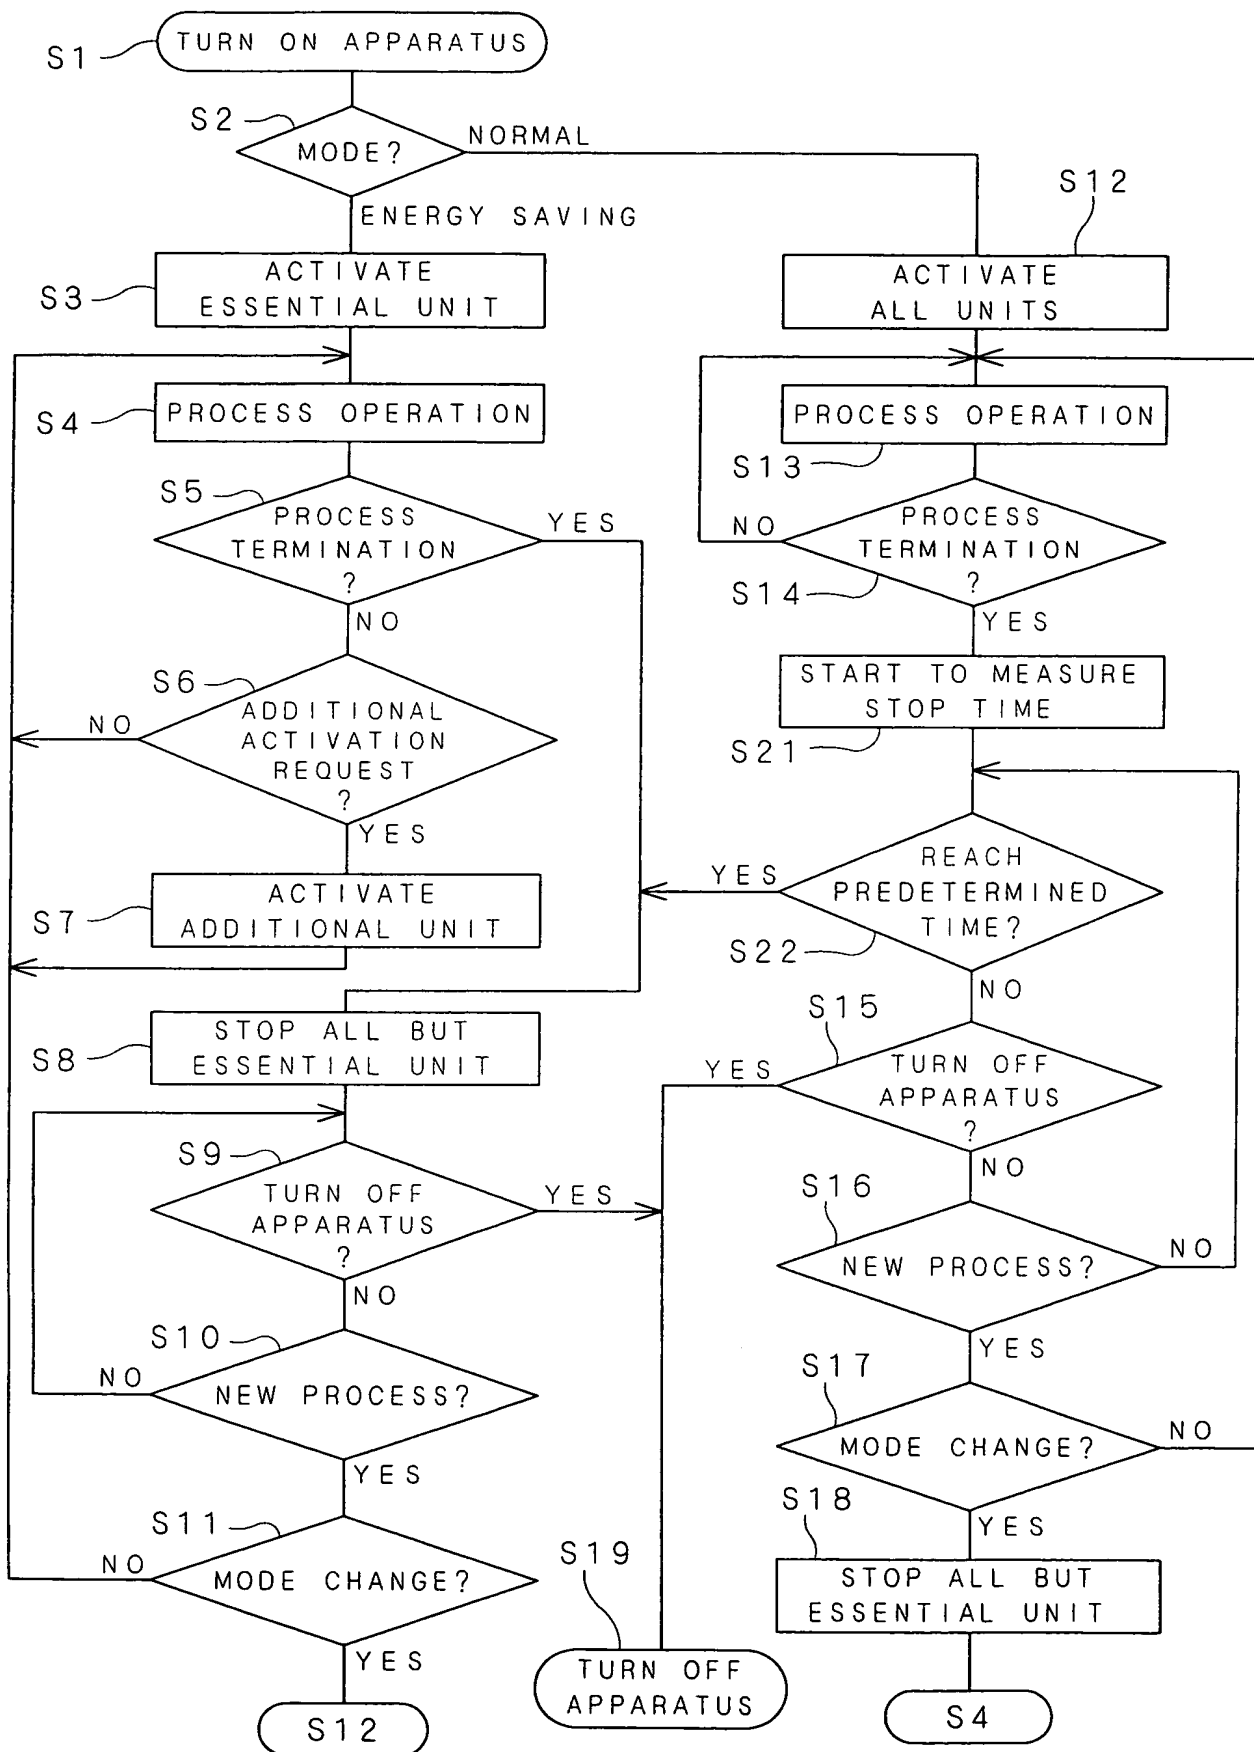 S1
TURN ON APPARATUS
S2
MODE?
NORMAL
ENERGY SAVING
S3
ACTIVATE
ESSENTIAL UNIT
S4
PROCESS OPERATION
S5
PROCESS
TERMINATION
?
YES
NO
S6
ADDITIONAL
ACTIVATION
REQUEST
?
NO
YES
S7
ACTIVATE
ADDITIONAL UNIT
S8
STOP ALL BUT
ESSENTIAL UNIT
S9
TURN OFF
APPARATUS
?
YES
NO
S10
NEW PROCESS?
NO
YES
S11
MODE CHANGE?
NO
YES
S12
S12
ACTIVATE
ALL UNITS
PROCESS OPERATION
S13
PROCESS
TERMINATION
?
NO
S14
YES
START TO MEASURE
STOP TIME
S21
REACH
PREDETERMINED
TIME?
YES
S22
NO
S15
TURN OFF
APPARATUS
?
YES
NO
S16
NEW PROCESS?
NO
YES
S17
MODE CHANGE?
NO
YES
S18
STOP ALL BUT
ESSENTIAL UNIT
S4
S19
TURN OFF
APPARATUS